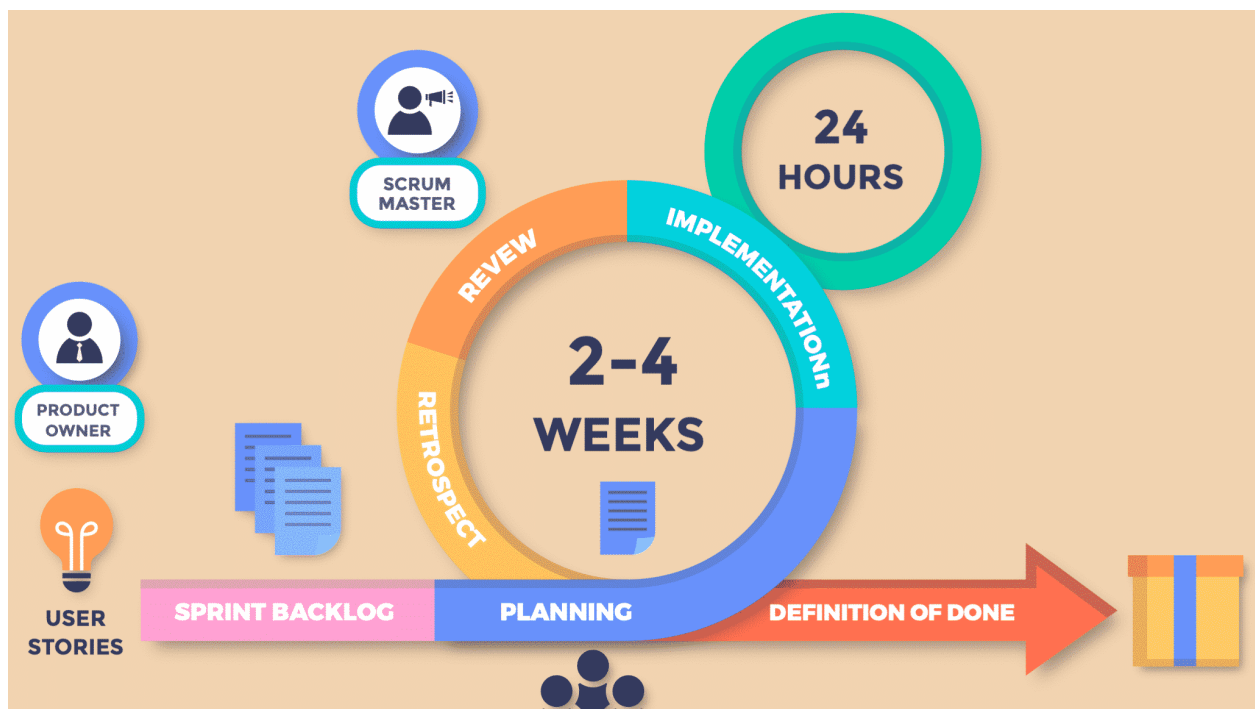 24
HOURS
SCRUM
MASTER
REVEW
IMPLEMENTATIONn
2-4
WEEKS
PRODUCT
OWNER
RETROSPECT
USER
STORIES
SPRINT BACKLOG
PLANNING
DEFINITION OF DONE